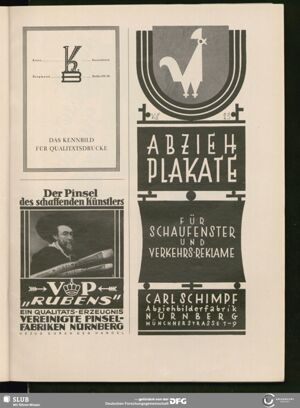 K
B
DAS KENNBILD
FÜR QUALITÄTSDRUCKE
Der Pinsel
des schaffenden Künstlers
VP
„RUBENS"
EIN QUALITÄTS-ERZEUGNIS
VEREINIGTE PINSEL-
FABRIKEN NÜRNBERG
ABZIEH
PLAKATE
FÜR
SCHAUFENSTER
UND
VERKEHRS-REKLAME
CARL SCHIMPF
Abziehbilderfabrik
NÜRNBERG
MÜNCHNERSTRASSE 1-9
SLUB
Wir führen Wissen.
gefördert von der DFG
Deutschen Forschungsgemeinschaft